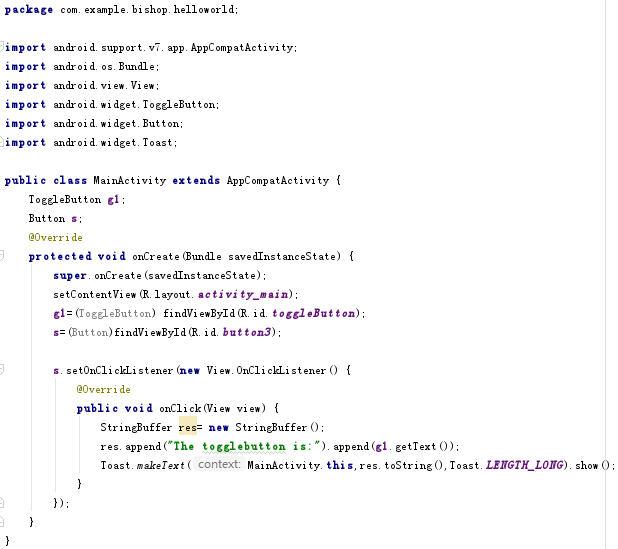 package com.example.bishop.helloworld;
import android.support.v7.app.AppCompatActivity;
import android.os.Bundle;
import android.view.View;
import android.widget.ToggleButton;
import android.widget.Button;
import android.widget.Toast;
public class MainActivity extends AppCompatActivity {
    ToggleButton g1;
    Button s;
    @Override
    protected void onCreate(Bundle savedInstanceState) {
        super.onCreate(savedInstanceState);
        setContentView(R.layout.activity_main);
        g1=(ToggleButton) findViewById(R.id.toggleButton);
        s=(Button)findViewById(R.id.button3);
        s.setOnClickListener(new View.OnClickListener() {
            @Override
            public void onClick(View view) {
                StringBuffer res= new StringBuffer();
                res.append("The togglebutton is:").append(g1.getText());
                Toast.makeText( context: MainActivity.this,res.toString(),Toast.LENGTH_LONG).show();
            }
        });
    }
}